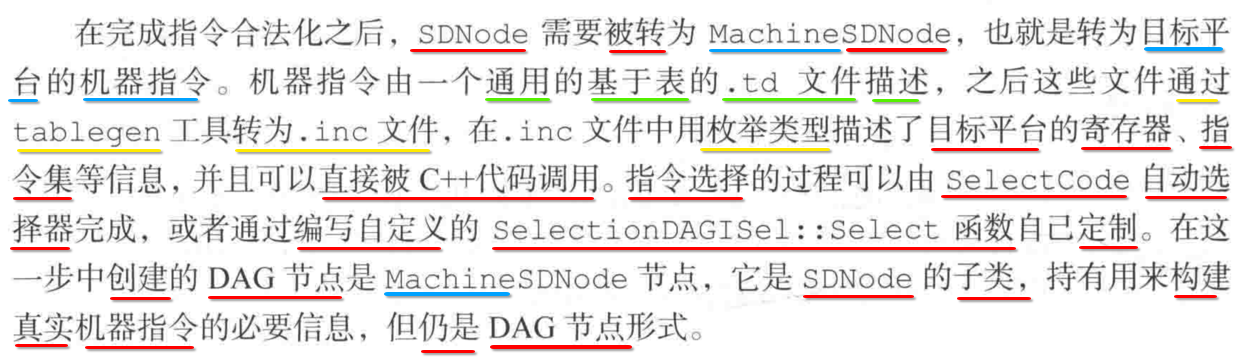 在完成指令合法化之后，SDNode 需要被转为 MachineSDNode，也就是转为目标平
台的机器指令。机器指令由一个通用的基于表的.td 文件描述，之后这些文件通过
tablegen 工具转为.inc 文件，在.inc 文件中用枚举类型描述了目标平台的寄存器、指
令集等信息，并且可以直接被 C++代码调用。指令选择的过程可以由 SelectCode 自动选
择器完成，或者通过编写自定义的 SelectionDAGISel::Select 函数自己定制。在这
一步中创建的 DAG 节点是 MachineSDNode 节点，它是 SDNode 的子类，持有用来构建
真实机器指令的必要信息，但仍是 DAG 节点形式。